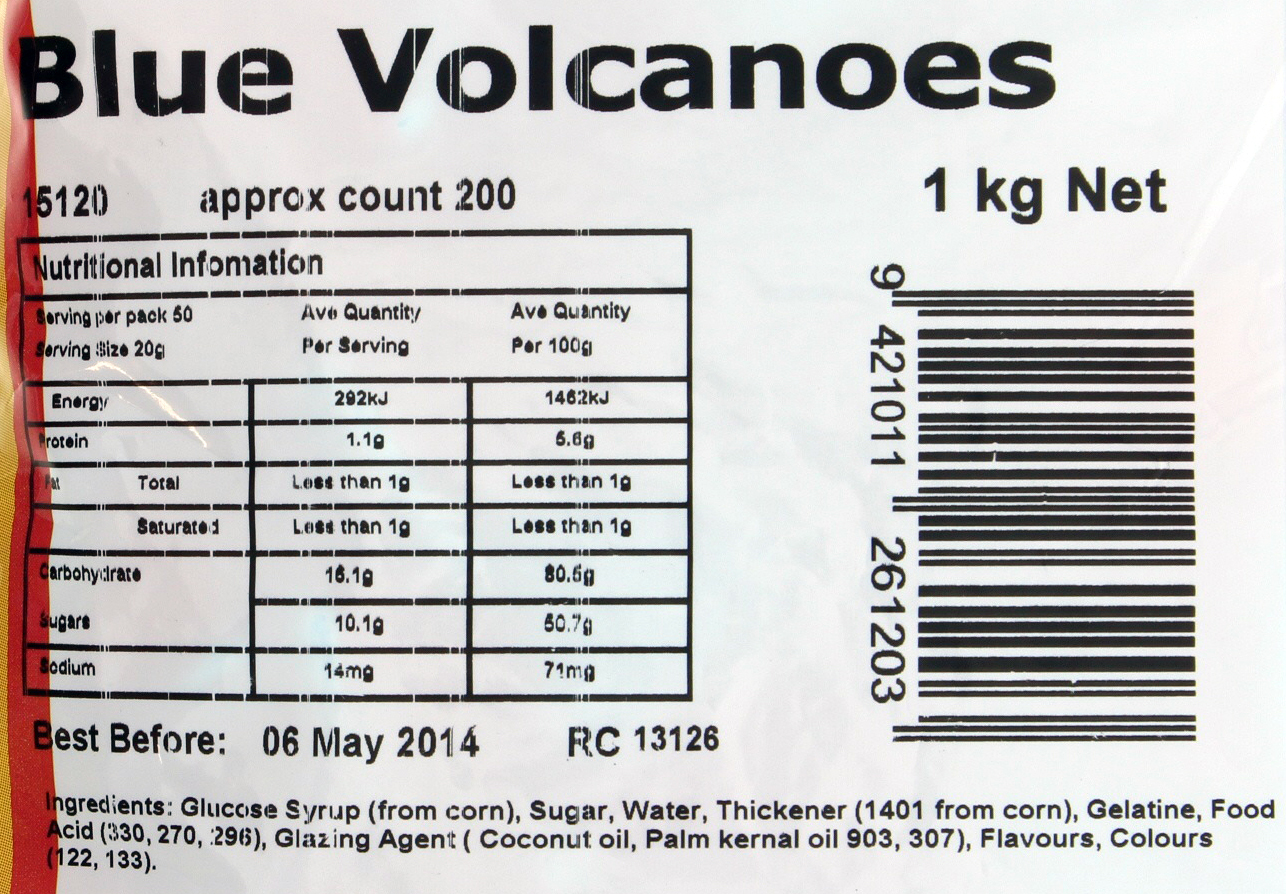 Blue Volcanoes
15120 approx count 200 1 kg Net
Nutritional Infomation
Serving per pack 50 Ave Quantity Ave Quantity
Serving Size 20g Per Serving Per 100g
Energy 292kJ 1462kJ
Protein 1.1g 5.6g
Fat Total Less than 1g Less than 1g
Saturated Less than 1g Less than 1g
Carbohydrate 16.1g 80.5g
Sugars 10.1g 50.7g
Sodium 14mg 71mg
Best Before: 06 May 2014 RC 13126
9 421011 261203
Ingredients: Glucose Syrup (from corn), Sugar, Water, Thickener (1401 from corn), Gelatine, Food
Acid (330, 270, 296), Glazing Agent ( Coconut oil, Palm kernal oil 903, 307), Flavours, Colours
(122, 133).